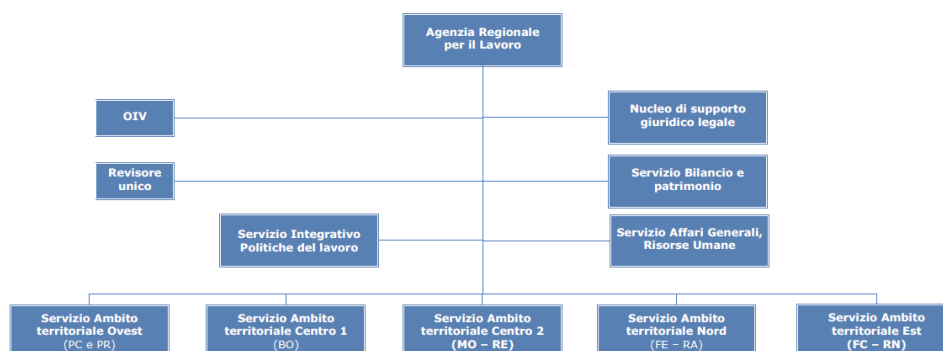 Agenzia Regionale
per il Lavoro
OIV
Nucleo di supporto
giuridico legale
Revisore
unico
Servizio Bilancio e
patrimonio
Servizio Integrativo
Politiche del lavoro
Servizio Affari Generali,
Risorse Umane
Servizio Ambito
territoriale Ovest
(PC e PR)
Servizio Ambito
territoriale Centro 1
(BO)
Servizio Ambito
territoriale Centro 2
(MO – RE)
Servizio Ambito
territoriale Nord
(FE – RA)
Servizio Ambito
territoriale Est
(FC – RN)